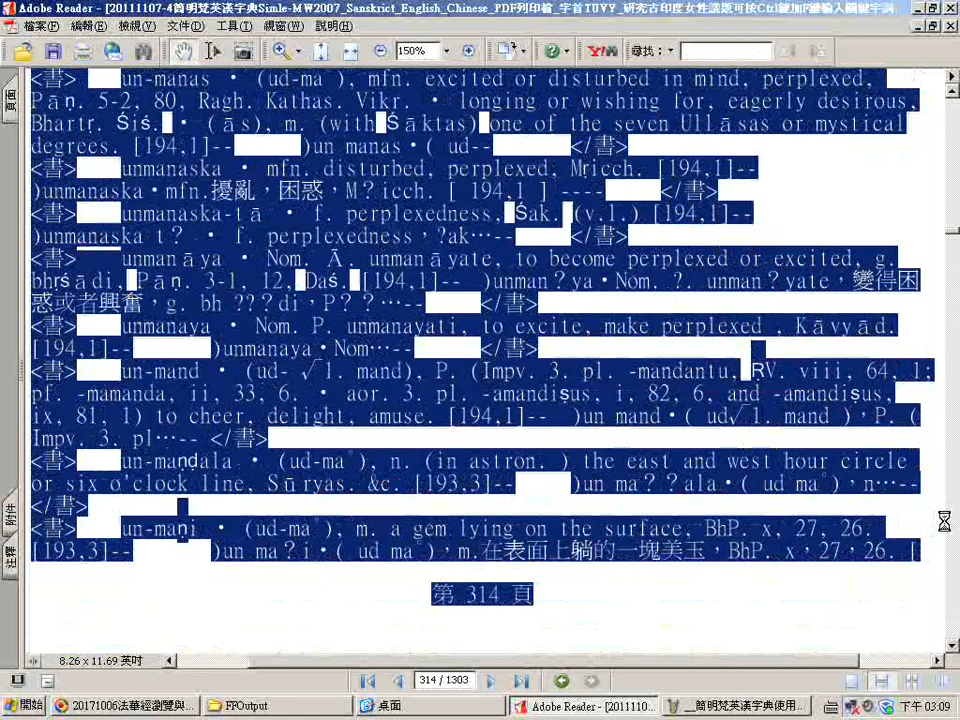 Adobe Reader - [20111107-4簡明梵英漢字典Simle-MW2007_Sanskrict_English_Chinese_PDF列印檔_字首TUVY_研究古印度女性議題可按Ctrl鍵加F鍵輸入關鍵字詞
檔案(F) 編輯(E) 檢視(V) 文件(D) 工具(T) 視窗(W) 說明(H)
150% 尋找：
頁面
附件
注釋
<書> un-manas • (ud-ma°), mfn. excited or disturbed in mind, perplexed,
Pāṇ. 5-2, 80, Ragh. Kathas. Vikr. • longing or wishing for, eagerly desirous,
Bhartṛ. Śiś. • (ās), m. (with Śāktas) one of the seven Ullāsas or mystical
degrees. [194,1]-- )un manas•( ud-- </書>
<書> unmanaska • mfn. disturbed, perplexed, Mṛicch. [194,1]--
)unmanaska•mfn.擾亂，困惑，M？icch. [ 194,1 ] ---- </書>
<書> unmanaska-tā • f. perplexedness, Śak. (v.l.) [194,1]--
)unmanaska t？ • f. perplexedness，?ak…-- </書>
<書> unmanāya • Nom. Ā. unmanāyate, to become perplexed or excited, g.
bhṛśādi, Pāṇ. 3-1, 12, Daś. [194,1]-- )unman？ya•Nom. ?. unman？yate，變得困
惑或者興奮，g. bh ???di，P？？…-- </書>
<書> unmanaya • Nom. P. unmanayati, to excite, make perplexed , Kāvyād.
[194,1]-- )unmanaya•Nom…-- </書>
<書> un-mand • (ud- √1. mand), P. (Impv. 3. pl. -mandantu, RV. viii, 64, 1;
pf. -mamanda, ii, 33, 6. • aor. 3. pl. -amandiṣus, i, 82, 6, and -amandiṣus,
ix, 81, 1) to cheer, delight, amuse. [194,1]-- )un mand•( ud√1. mand )，P. (
Impv. 3. pl…-- </書>
<書> un-maṇḍala • (ud-ma°), n. (in astron. ) the east and west hour circle
or six o'clock line, Sūryas. &c. [193,3]-- )un ma？？ala•( ud ma°)，n…--
</書>
<書> un-maṇi • (ud-ma°), m. a gem lying on the surface, BhP. x, 27, 26.
[193,3]-- )un ma？i•( ud ma°)，m.在表面上躺的一塊美玉，BhP. x，27，26. [
第 314 頁
8.26 x 11.69 英吋
314 / 1303
開始 20171006法華經瀏覽與... FFOutput 桌面 Adobe Reader - [201110... __簡明梵英漢字典使用... 下午 03:09